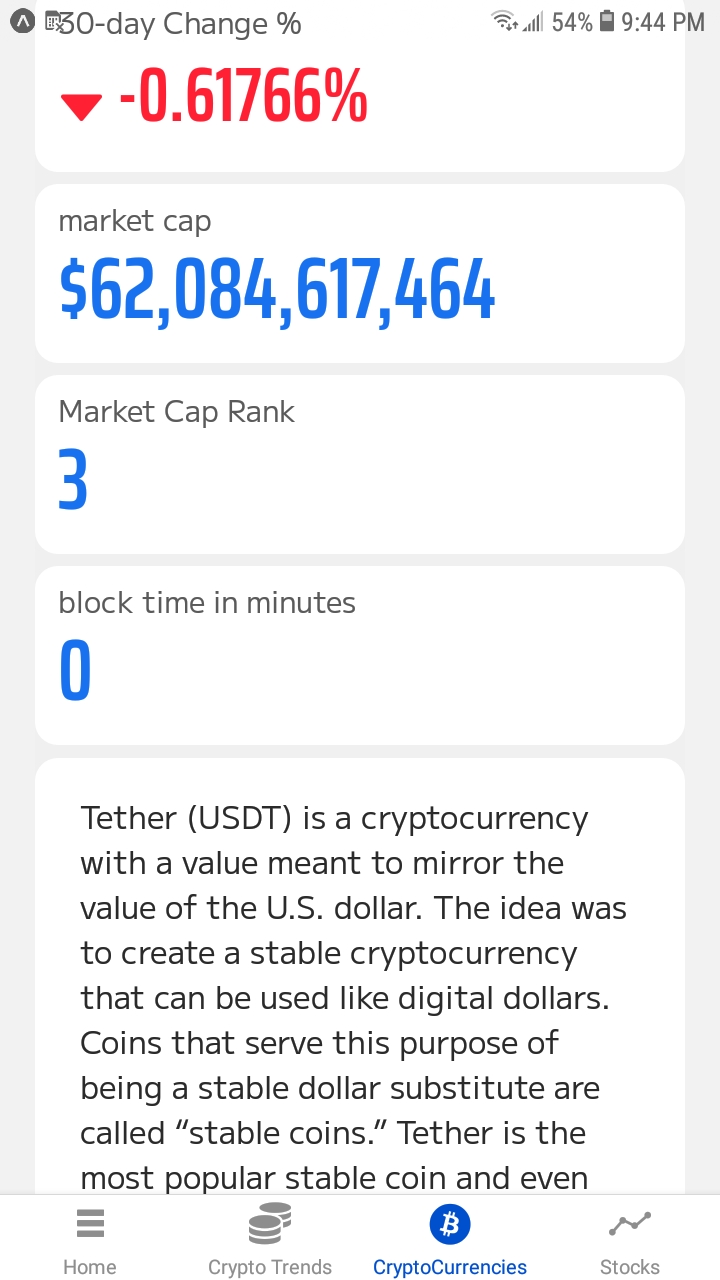 30-day Change %
54% 9:44 PM
-0.61766%
market cap
$62,084,617,464
Market Cap Rank
3
block time in minutes
0
Tether (USDT) is a cryptocurrency
with a value meant to mirror the
value of the U.S. dollar. The idea was
to create a stable cryptocurrency
that can be used like digital dollars.
Coins that serve this purpose of
being a stable dollar substitute are
called “stable coins.” Tether is the
most popular stable coin and even
Home Crypto Trends CryptoCurrencies Stocks